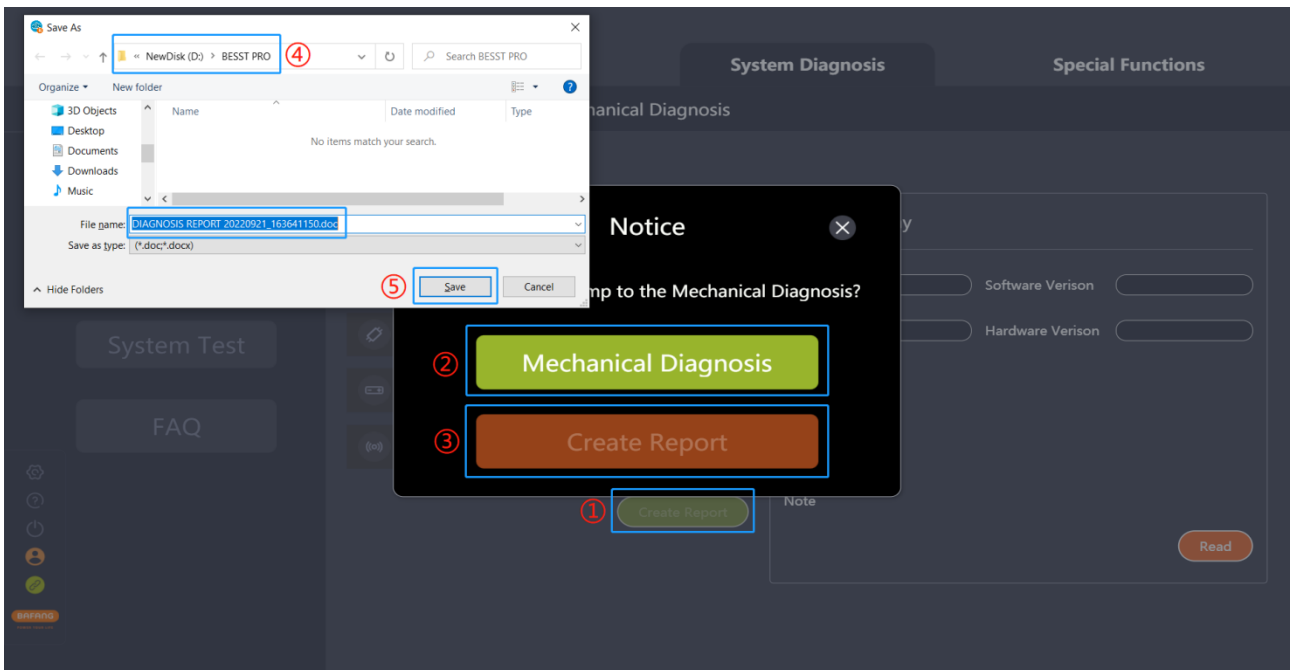 Save As
« NewDisk (D:) > BESST PRO
④
Search BESST PRO
Organize
New folder
3D Objects
Desktop
Documents
Downloads
Music
Name
Date modified
Type
No items match your search.
File name:
DIAGNOSIS REPORT 20220921_163641150.doc
Save as type:
(*.doc;*.docx)
Hide Folders
⑤
Save
Cancel
System Diagnosis
Special Functions
hanical Diagnosis
System Test
FAQ
BAFANG
Notice
mp to the Mechanical Diagnosis?
②
Mechanical Diagnosis
③
Create Report
①
Create Report
y
Software Verison
Hardware Verison
Note
Read